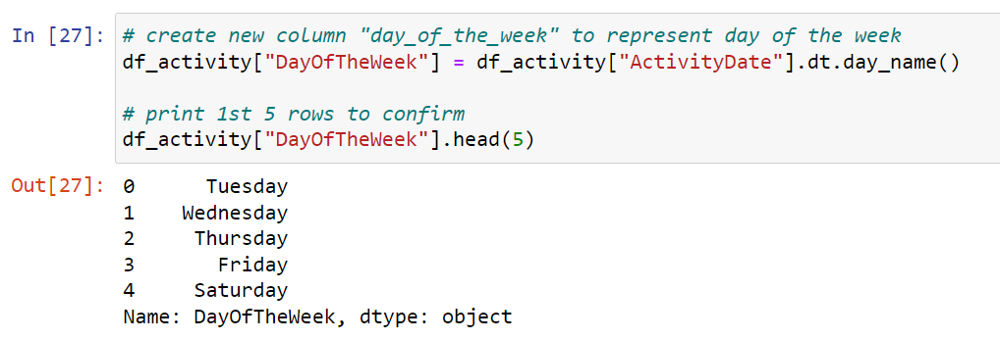 In [27]: # create new column "day_of_the_week" to represent day of the week
df_activity["DayOfTheWeek"] = df_activity["ActivityDate"].dt.day_name()
# print 1st 5 rows to confirm
df_activity["DayOfTheWeek"].head(5)
Out[27]: 0 Tuesday
1 Wednesday
2 Thursday
3 Friday
4 Saturday
Name: DayOfTheWeek, dtype: object